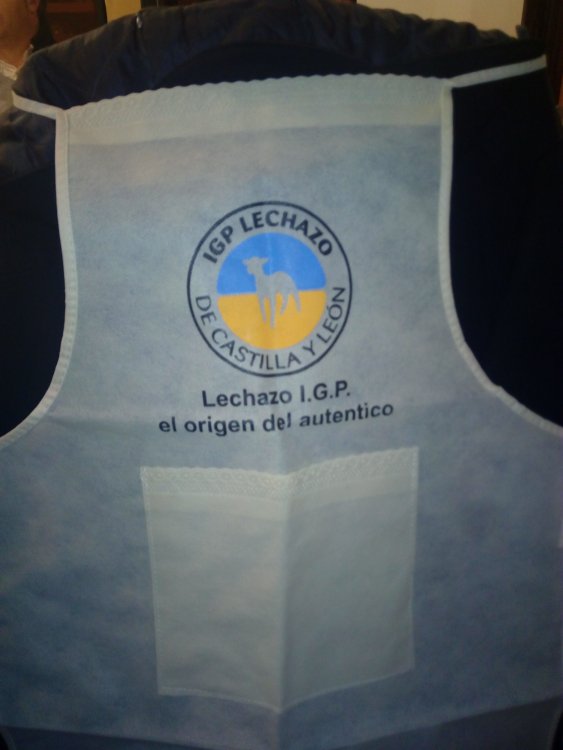 IGP LECHAZO
DE CASTILLA Y LEÓN
Lechazo I.G.P.
el origen del autentico